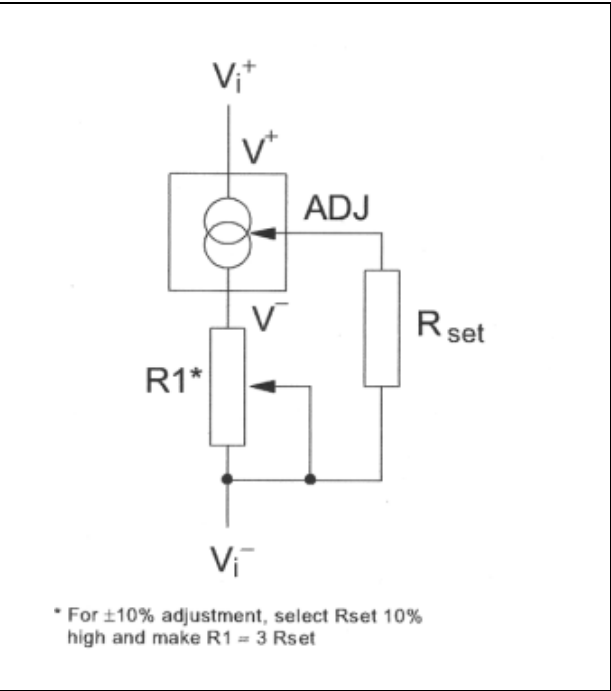 Vi+
V+
ADJ
V−
Rset
R1*
Vi−
* For ±10% adjustment, select Rset 10%
high and make R1 = 3 Rset